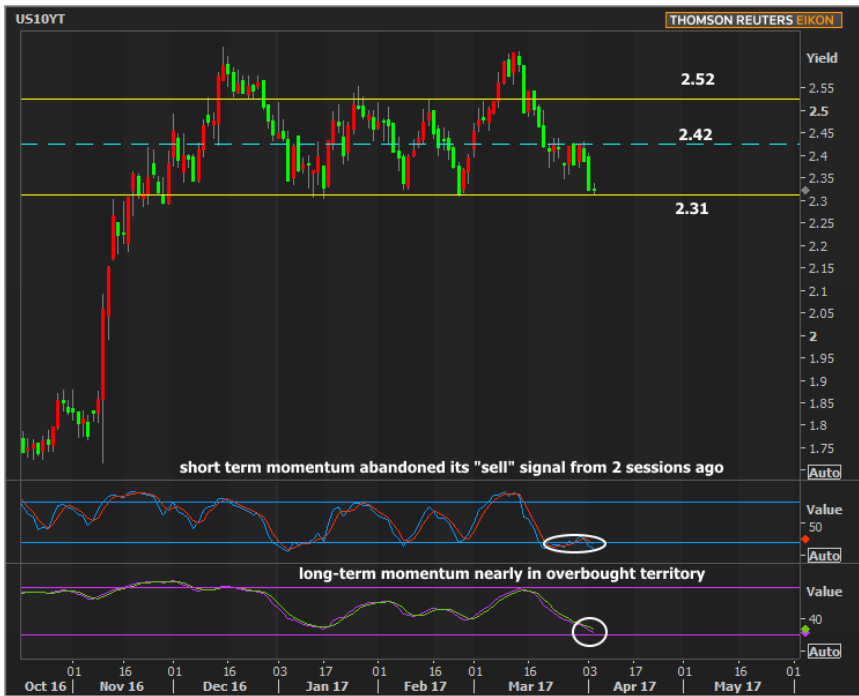 US10YT
THOMSON REUTERS EIKON
Yield
2.52
2.55
2.5
2.42
2.45
2.4
2.35
2.3
2.31
2.25
2.2
2.15
2.1
2.05
2
1.95
1.9
1.85
1.8
1.75
short term momentum abandoned its "sell" signal from 2 sessions ago
Auto
Value
50
Auto
long-term momentum nearly in overbought territory
Value
40
Auto
01 16 01 16 03 17 01 16 01 16 03 17 01 16 01
Oct 16 Nov 16 Dec 16 Jan 17 Feb 17 Mar 17 Apr 17 May 17